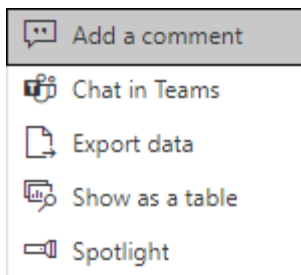 Add a comment
Chat in Teams
Export data
Show as a table
Spotlight